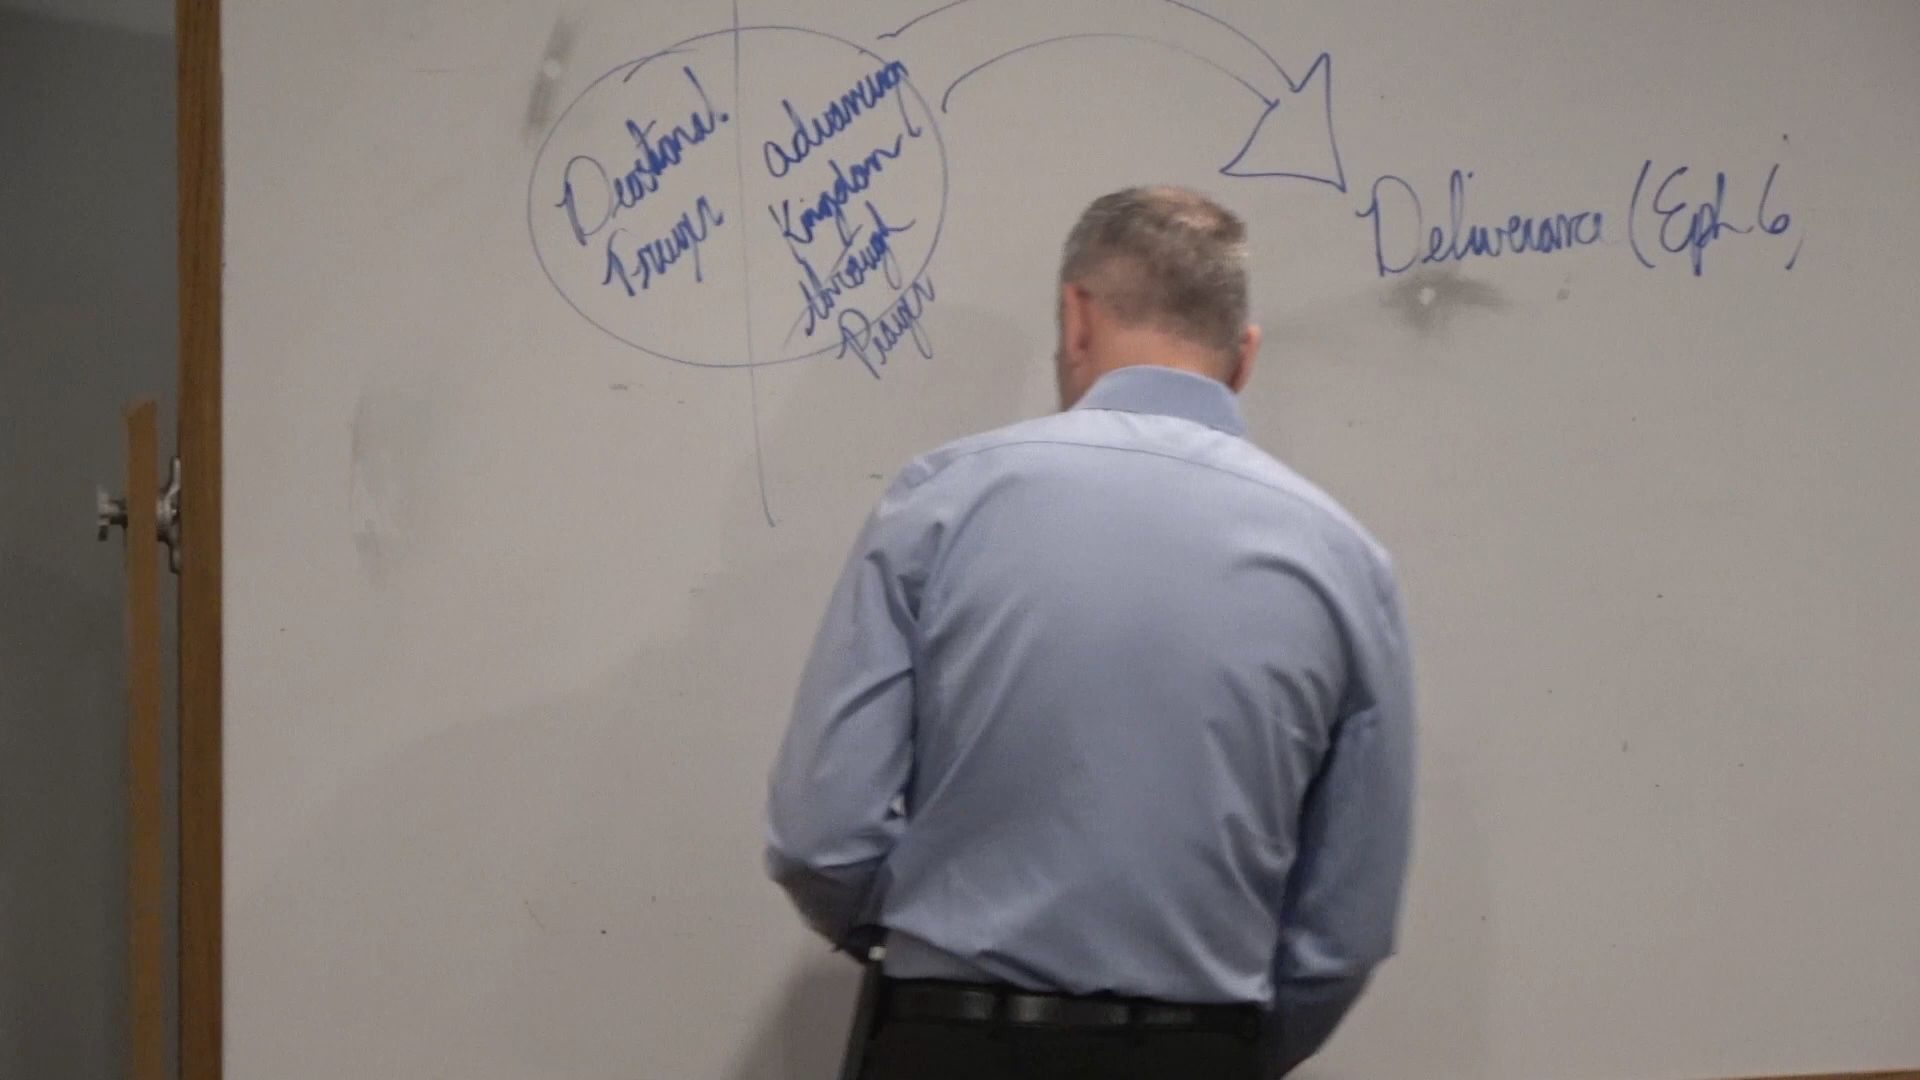 Devotional
Prayer
advancing
Kingdom
through
Prayer
Deliverance (Eph 6)